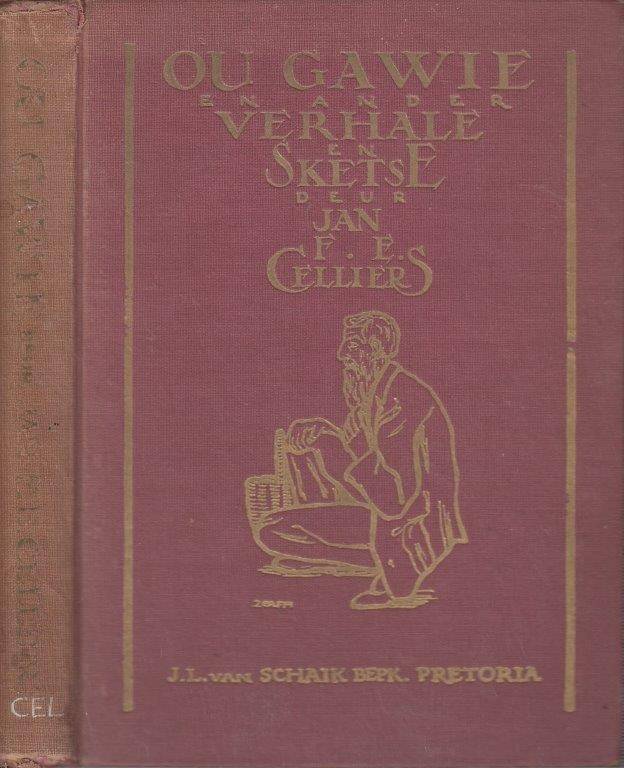 OU GAWIE
EN ANDER
VERHALE
EN
SKETSE
DEUR
JAN
F. E.
CELLIERS
J.L. VAN SCHAIK BEPK. PRETORIA
OU GAWIE
CEL